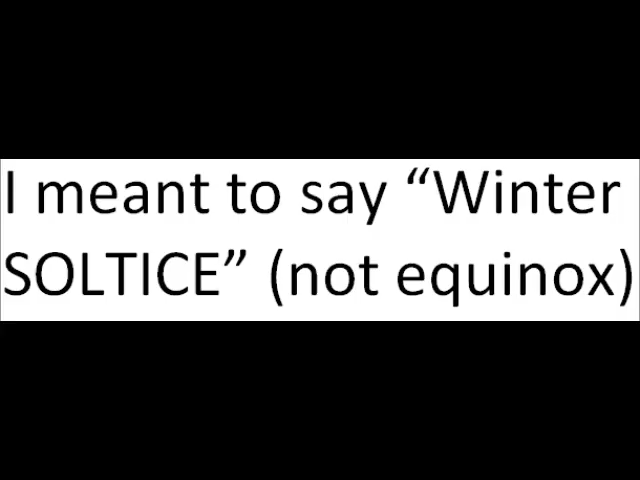 I meant to say “Winter
SOLTICE” (not equinox)